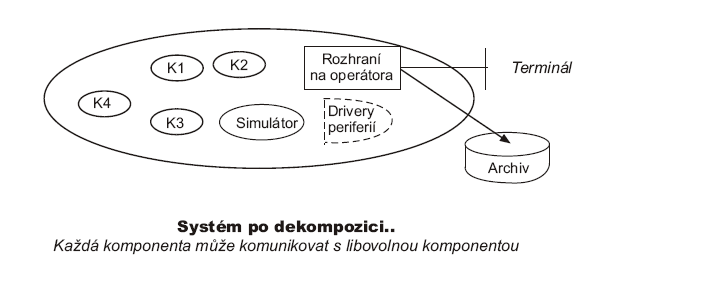 K1
K2
Rozhraní
na operátora
Terminál
K4
K3
Simulátor
Drivery
periferií
Archiv
Systém po dekompozici..
Každá komponenta může komunikovat s libovolnou komponentou